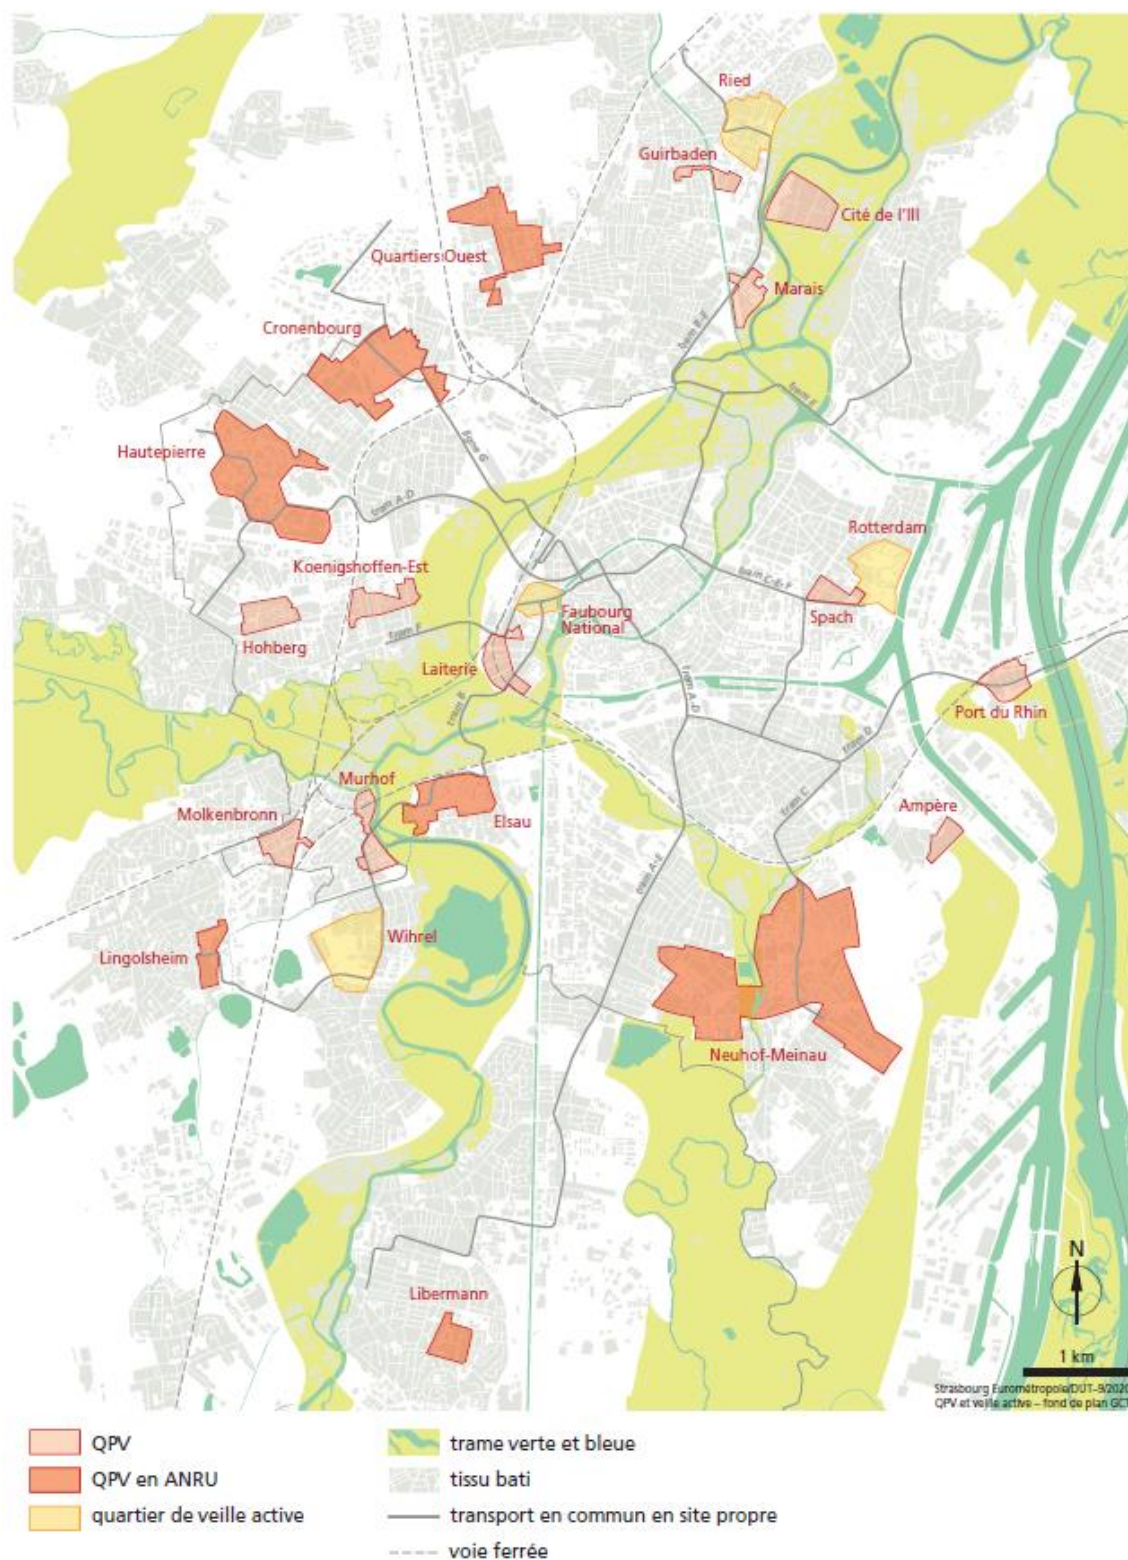 Ried
Guirbaden
Cité de l'Ill
Quartiers Ouest
Marais
Cronenbourg
tram B-E
tram E
Hautepierre
ligne G
tram A-D
Rotterdam
Koenigshoffen-Est
tram C-E-F
Faubourg
National
Spach
Hohberg
tram F
Laiterie
tram B
tram A-D
Port du Rhin
tram D
Murhof
Molkenbronn
Elsau
tram C
Ampère
tram A-E
Wihrel
Lingolsheim
Neuhof-Meinau
N
Libermann
1 km
Strasbourg Eurométropole/DUT-9/2020
QPV et veille active – fond de plan GCT
QPV
trame verte et bleue
QPV en ANRU
tissu bati
quartier de veille active
transport en commun en site propre
voie ferrée